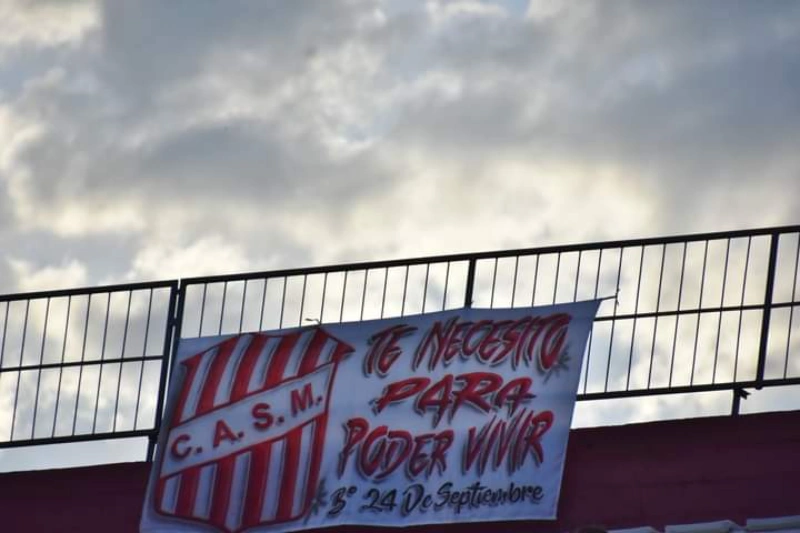 C. A. S. M.
TE NECESITO
PARA
PODER VIVIR
B° 24 De Septiembre